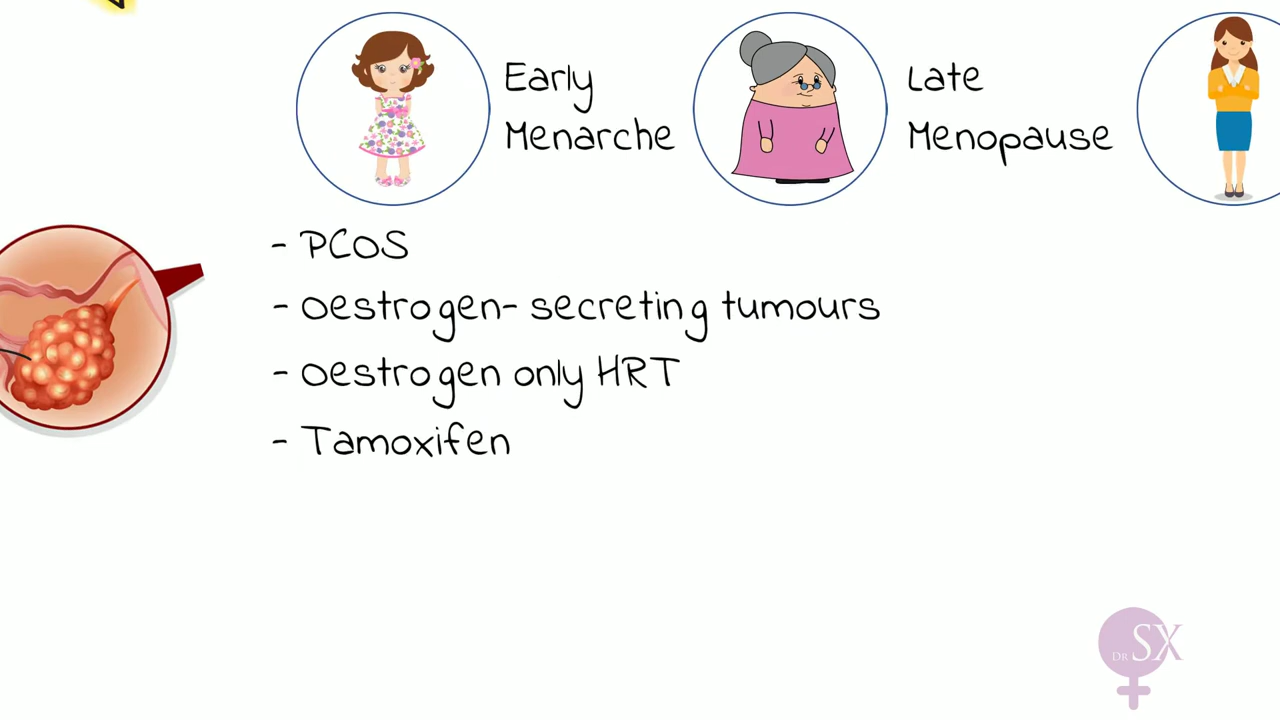 Early
Menarche
Late
Menopause
- PCOS
- Oestrogen- secreting tumours
- Oestrogen only HRT
- Tamoxifen
DR SX